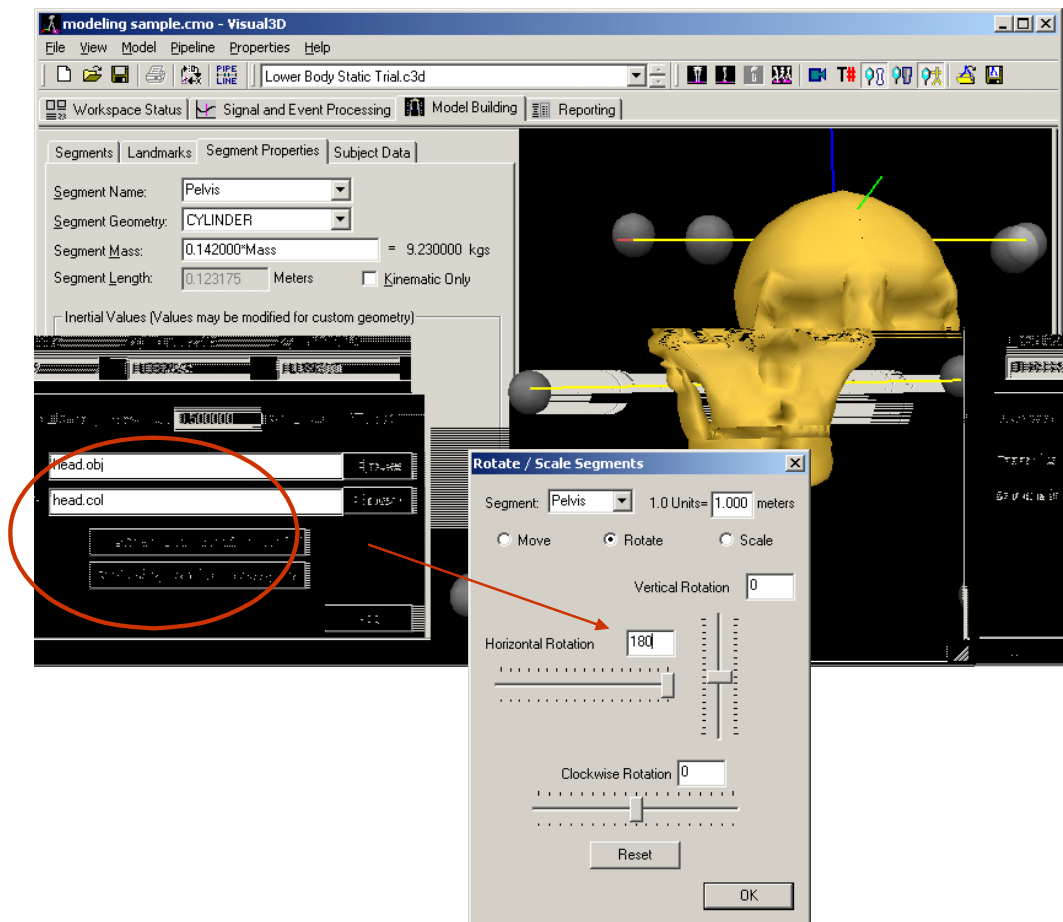 modeling sample.cmo - Visual3D
File View Model Pipeline Properties Help
PIPE LINE Lower Body Static Trial.c3d T#
Workspace Status Signal and Event Processing Model Building Reporting
Segments Landmarks Segment Properties Subject Data
Segment Name: Pelvis
Segment Geometry: CYLINDER
Segment Mass: 0.142000*Mass = 9.230000 kgs
Segment Length: 0.123175 Meters Kinematic Only
Inertial Values (Values may be modified for custom geometry)
0.500000
head.obj
head.col
Rotate / Scale Segments
Segment: Pelvis 1.0 Units= 1.000 meters
Move Rotate Scale
Vertical Rotation 0
Horizontal Rotation 180
Clockwise Rotation 0
Reset
OK